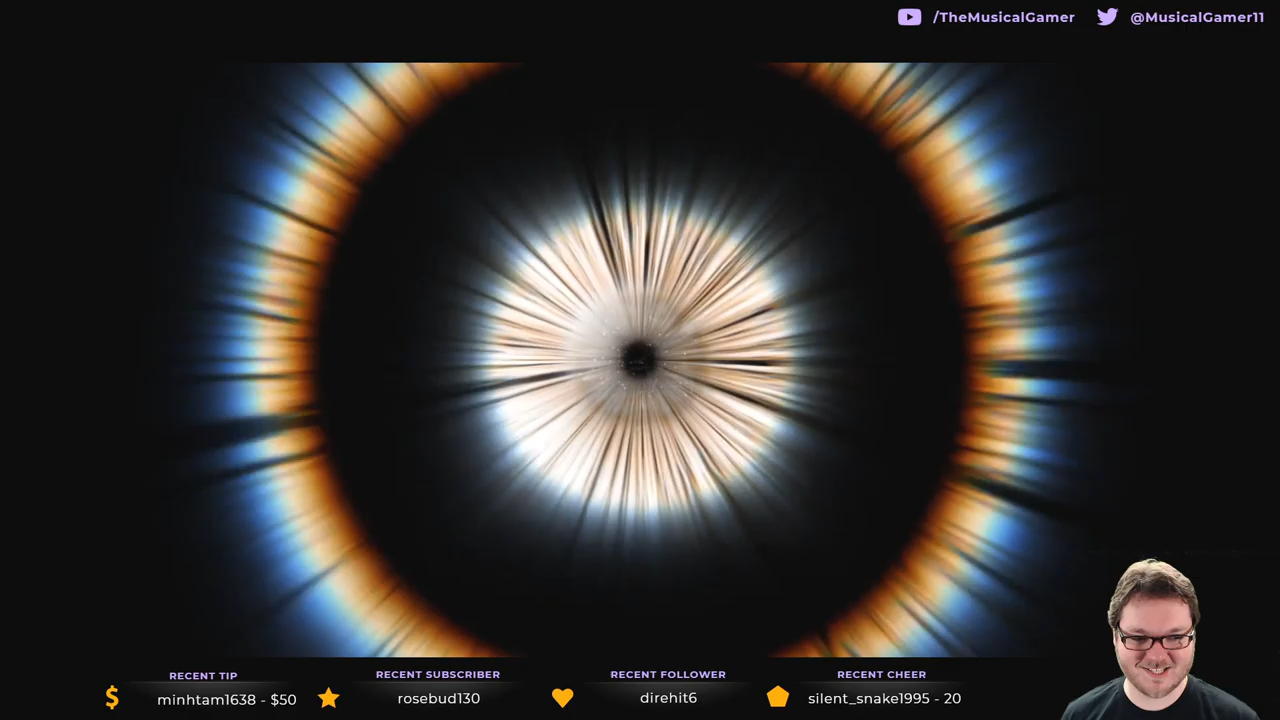 /TheMusicalGamer @MusicalGamer11
RECENT TIP
minhtam1638 - $50
RECENT SUBSCRIBER
rosebud130
RECENT FOLLOWER
direhit6
RECENT CHEER
silent_snake1995 - 20